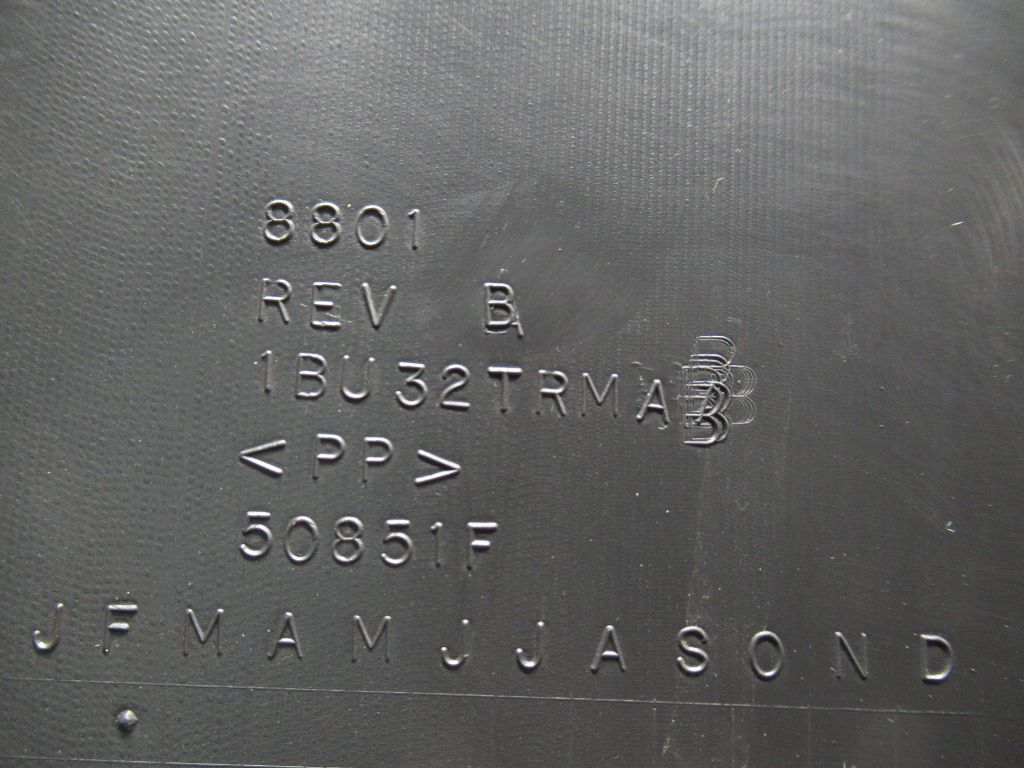 8801
REV B
1BU32TRMAB
<PP>
50851F
J F M A M J J A S O N D